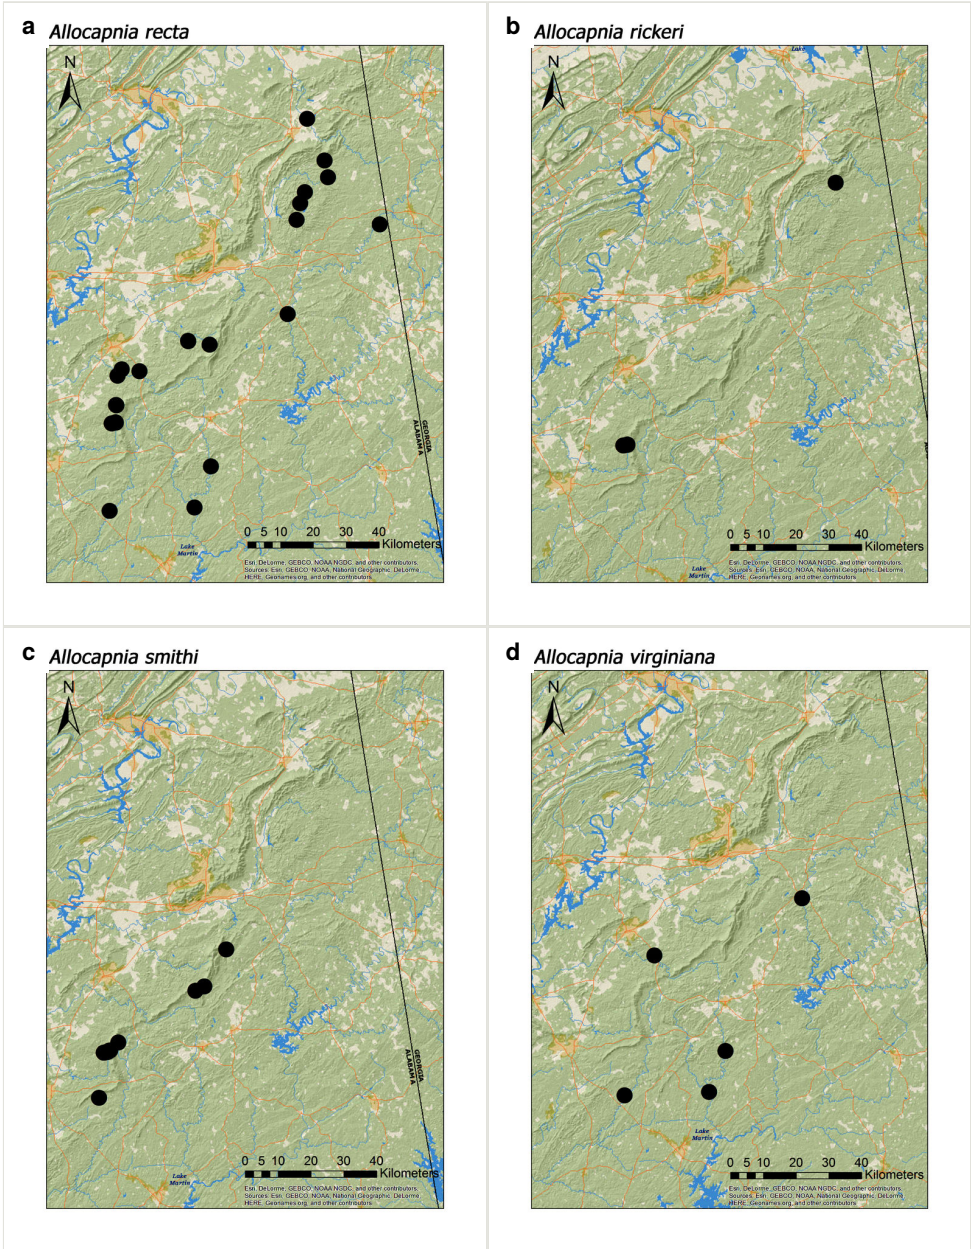 a Allocapnia recta
N
GEORGIA
ALABAMA
Lake
Martin
0 5 10 20 30 40
Kilometers
Esri, DeLorme, GEBCO, NOAA NGDC, and other contributors.
Sources: Esri, GEBCO, NOAA, National Geographic, DeLorme,
HERE, Geonames.org, and other contributors
b Allocapnia rickeri
Lake
N
Lake
Martin
0 5 10 20 30 40
Kilometers
Esri, DeLorme, GEBCO, NOAA NGDC, and other contributors.
Sources: Esri, GEBCO, NOAA, National Geographic, DeLorme,
HERE, Geonames.org, and other contributors
c Allocapnia smithi
N
GEORGIA
ALABAMA
Lake
Martin
0 5 10 20 30 40
Kilometers
Esri, DeLorme, GEBCO, NOAA NGDC, and other contributors.
Sources: Esri, GEBCO, NOAA, National Geographic, DeLorme,
HERE, Geonames.org, and other contributors
d Allocapnia virginiana
N
Lake
Martin
0 5 10 20 30 40
Kilometers
Esri, DeLorme, GEBCO, NOAA NGDC, and other contributors.
Sources: Esri, GEBCO, NOAA, National Geographic, DeLorme,
HERE, Geonames.org, and other contributors